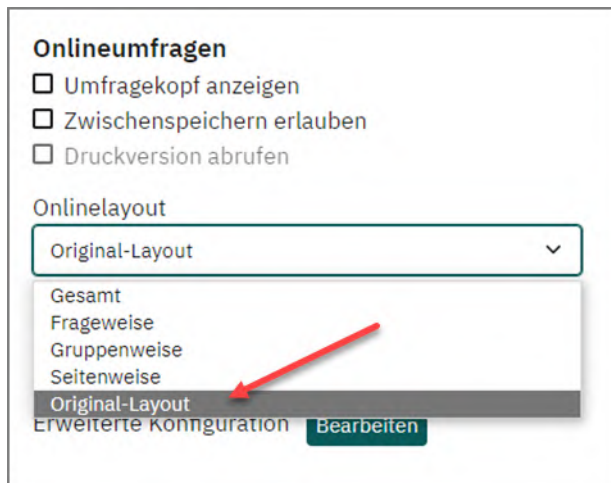 Onlineumfragen
Umfragekopf anzeigen
Zwischenspeichern erlauben
Druckversion abrufen
Onlinelayout
Original-Layout
Gesamt
Frageweise
Gruppenweise
Seitenweise
Original-Layout
Erweiterte Konfiguration Bearbeiten